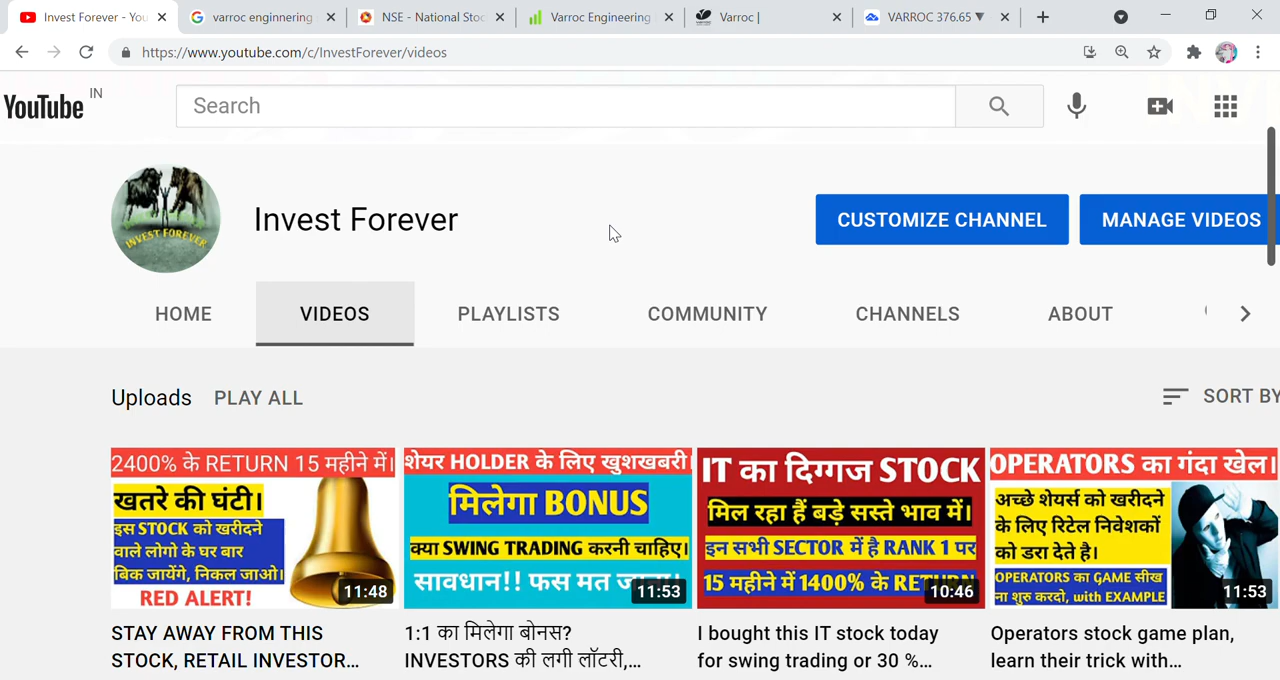 Invest Forever - You
varroc enginnering
NSE - National Stoc
Varroc Engineering
Varroc |
VARROC 376.65 ▼
https://www.youtube.com/c/InvestForever/videos
YouTube IN
Search
INVEST FOREVER
Invest Forever
CUSTOMIZE CHANNEL
MANAGE VIDEOS
HOME
VIDEOS
PLAYLISTS
COMMUNITY
CHANNELS
ABOUT
Uploads
PLAY ALL
SORT BY
2400% के RETURN 15 महीने में।
खतरे की घंटी।
इस STOCK को खरीदने
वाले लोगो के घर बार
बिक जायेंगे, निकल जाओ।
RED ALERT!
11:48
STAY AWAY FROM THIS
STOCK, RETAIL INVESTOR...
शेयर HOLDER के लिए खुशखबरी।
मिलेगा BONUS
क्या SWING TRADING करनी चाहिए।
सावधान!! फस मत
11:53
1:1 का मिलेगा बोनस?
INVESTORS की लगी लॉटरी,...
IT का दिग्गज STOCK
मिल रहा हैं बड़े सस्ते भाव में।
इन सभी SECTOR में है RANK 1 पर
15 महीने में 1400% के RETURN
10:46
I bought this IT stock today
for swing trading or 30 %...
OPERATORS का गंदा खेल।
अच्छे शेयर्स को खरीदने
के लिए रिटेल निवेशकों
को डरा देते है।
OPERATORS का GAME सीख
ना शुरु करदो, with EXAMPLE
11:53
Operators stock game plan,
learn their trick with...